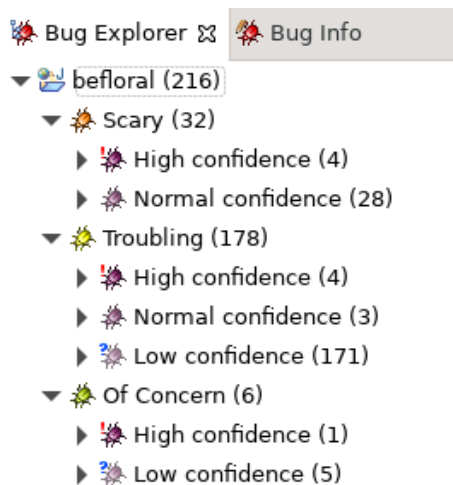 Bug Explorer Bug Info
befloral (216)
Scary (32)
High confidence (4)
Normal confidence (28)
Troubling (178)
High confidence (4)
Normal confidence (3)
Low confidence (171)
Of Concern (6)
High confidence (1)
Low confidence (5)